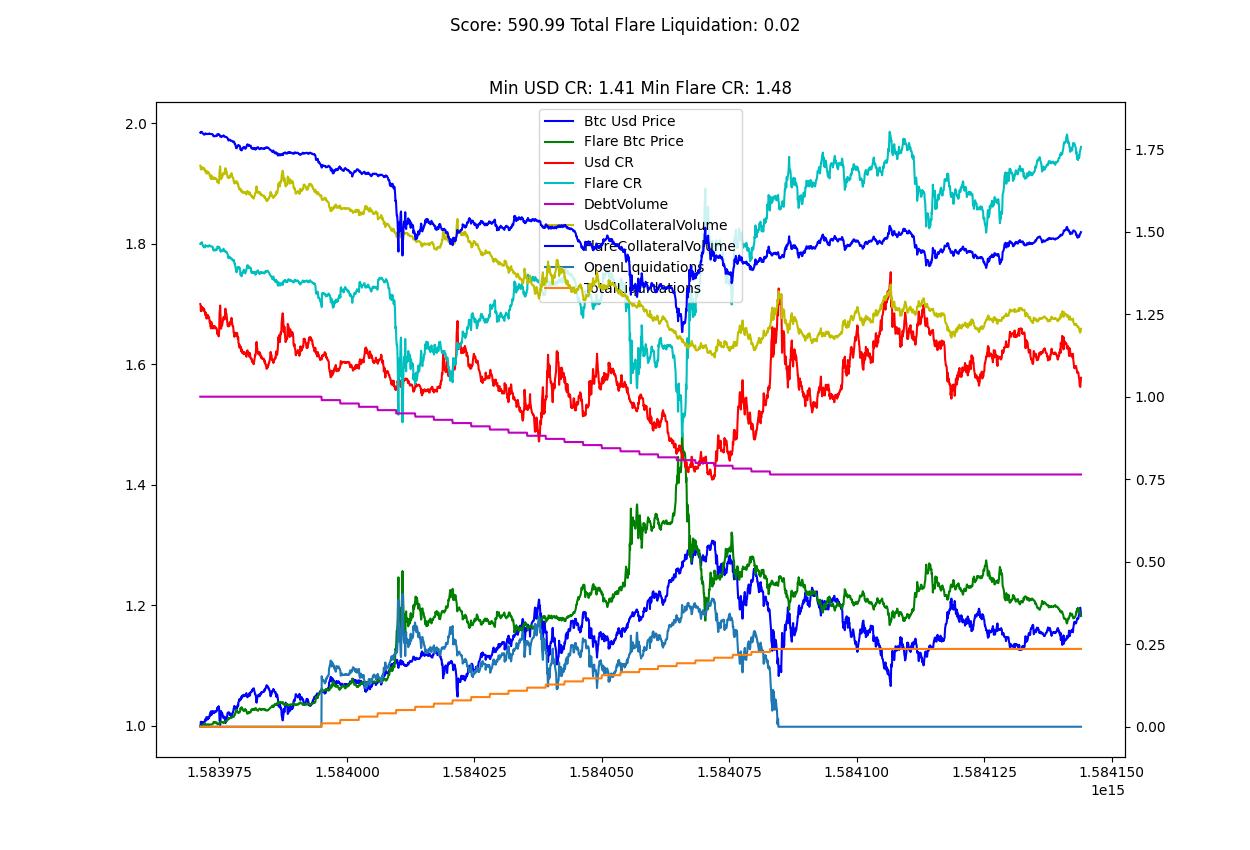 Score: 590.99 Total Flare Liquidation: 0.02
Min USD CR: 1.41 Min Flare CR: 1.48
Btc Usd Price
Flare Btc Price
Usd CR
Flare CR
DebtVolume
UsdCollateralVolume
FlareCollateralVolume
OpenLiquidations
TotalLiquidations
2.0
1.8
1.6
1.4
1.2
1.0
1.75
1.50
1.25
1.00
0.75
0.50
0.25
0.00
1.583975 1.584000 1.584025 1.584050 1.584075 1.584100 1.584125 1.584150
1e15